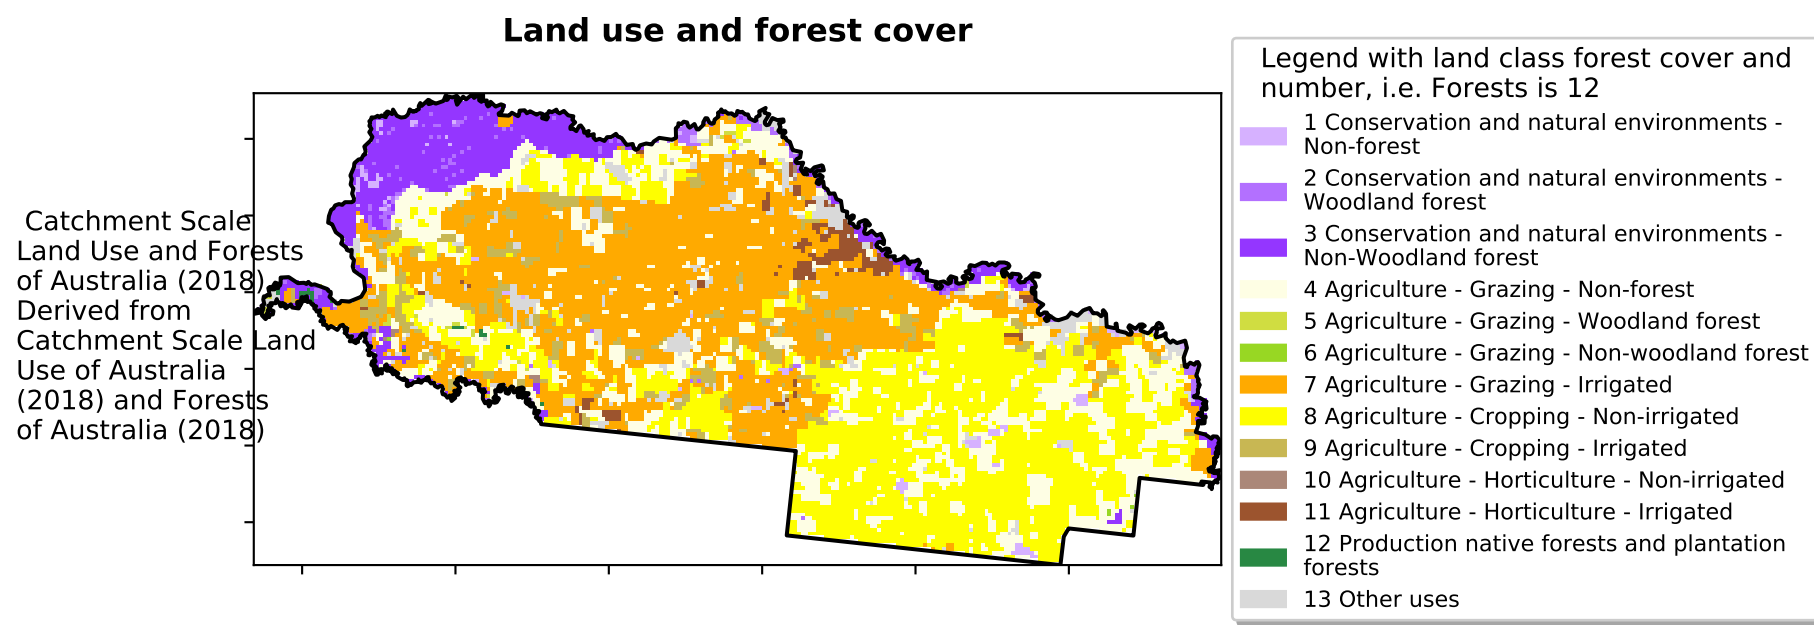 Land use and forest cover
Catchment Scale
Land Use and Forests
of Australia (2018)
Derived from
Catchment Scale Land
Use of Australia
(2018) and Forests
of Australia (2018)
Legend with land class forest cover and
number, i.e. Forests is 12
1 Conservation and natural environments -
Non-forest
2 Conservation and natural environments -
Woodland forest
3 Conservation and natural environments -
Non-Woodland forest
4 Agriculture - Grazing - Non-forest
5 Agriculture - Grazing - Woodland forest
6 Agriculture - Grazing - Non-woodland forest
7 Agriculture - Grazing - Irrigated
8 Agriculture - Cropping - Non-irrigated
9 Agriculture - Cropping - Irrigated
10 Agriculture - Horticulture - Non-irrigated
11 Agriculture - Horticulture - Irrigated
12 Production native forests and plantation
forests
13 Other uses